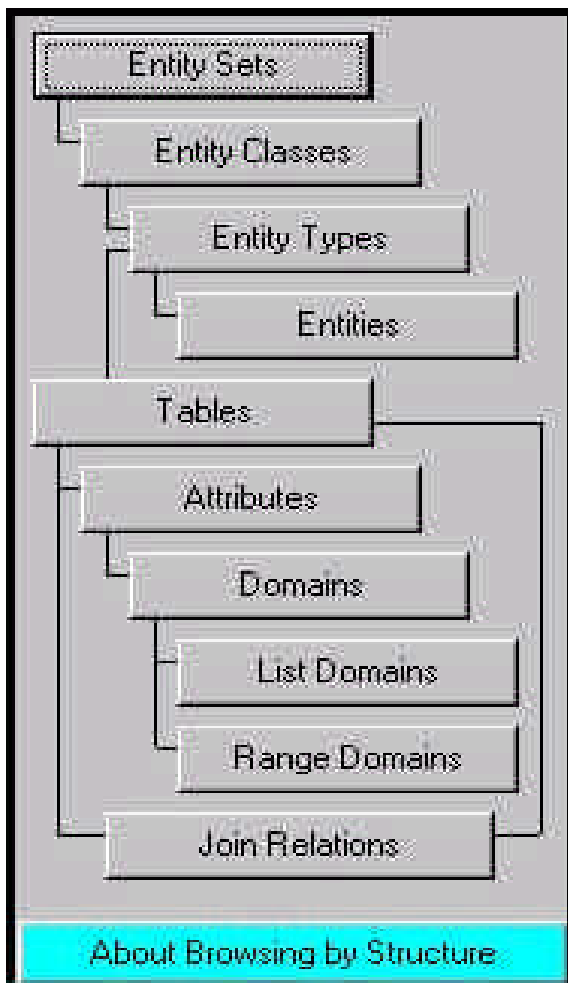 Entity Sets
Entity Classes
Entity Types
Entities
Tables
Attributes
Domains
List Domains
Range Domains
Join Relations
About Browsing by Structure